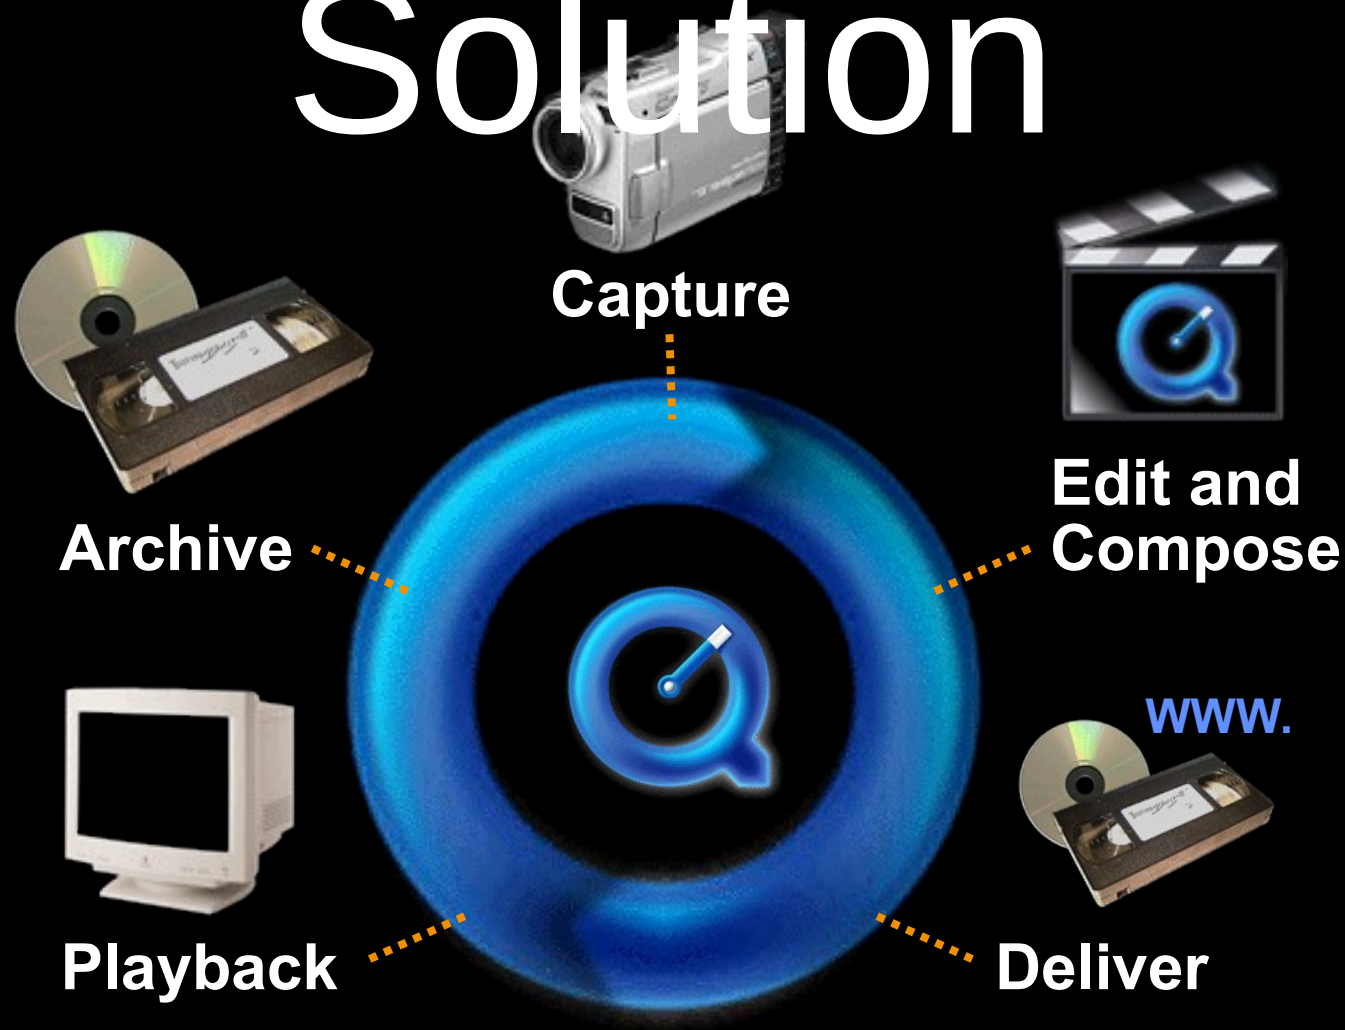 Solution
Capture
Edit and
Compose
Archive
www.
Playback
Deliver